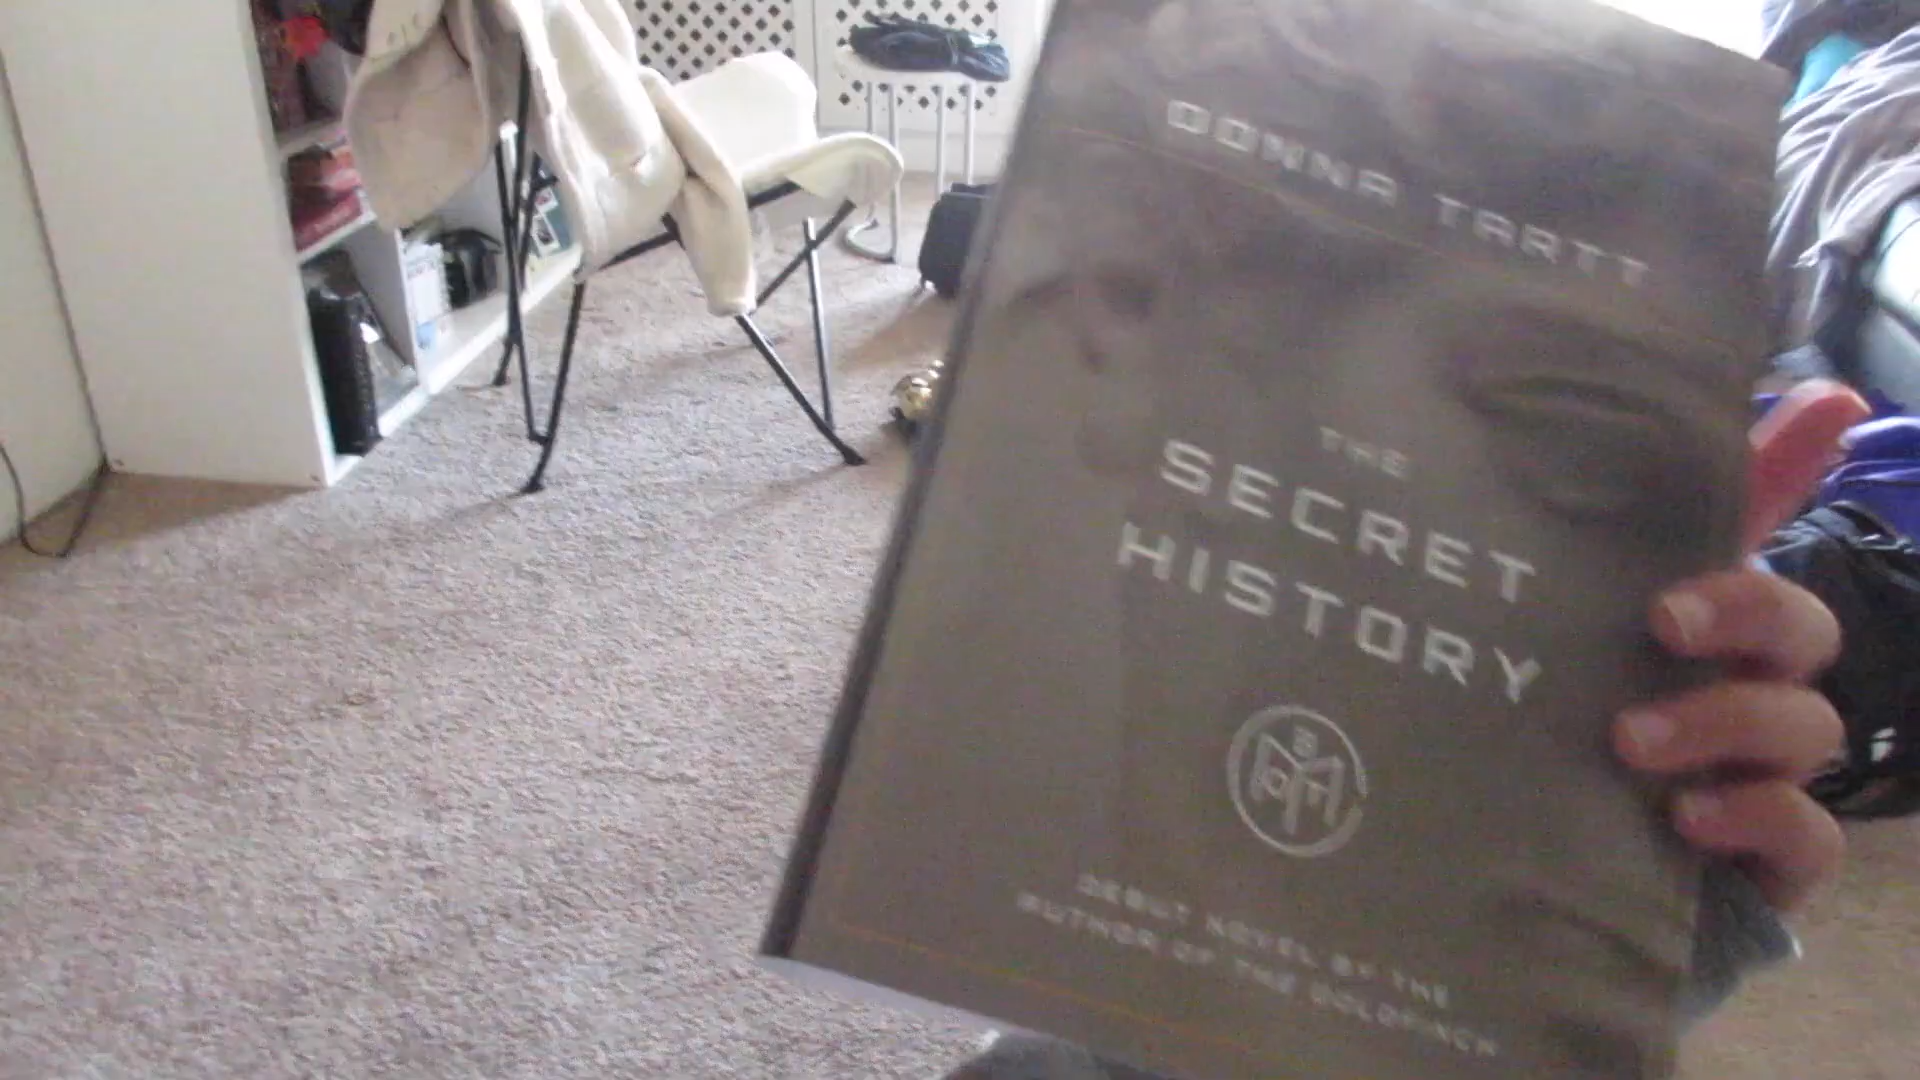 DONNA TARTT
THE
SECRET
HISTORY
DEBUT NOVEL BY THE
AUTHOR OF THE GOLDFINCH